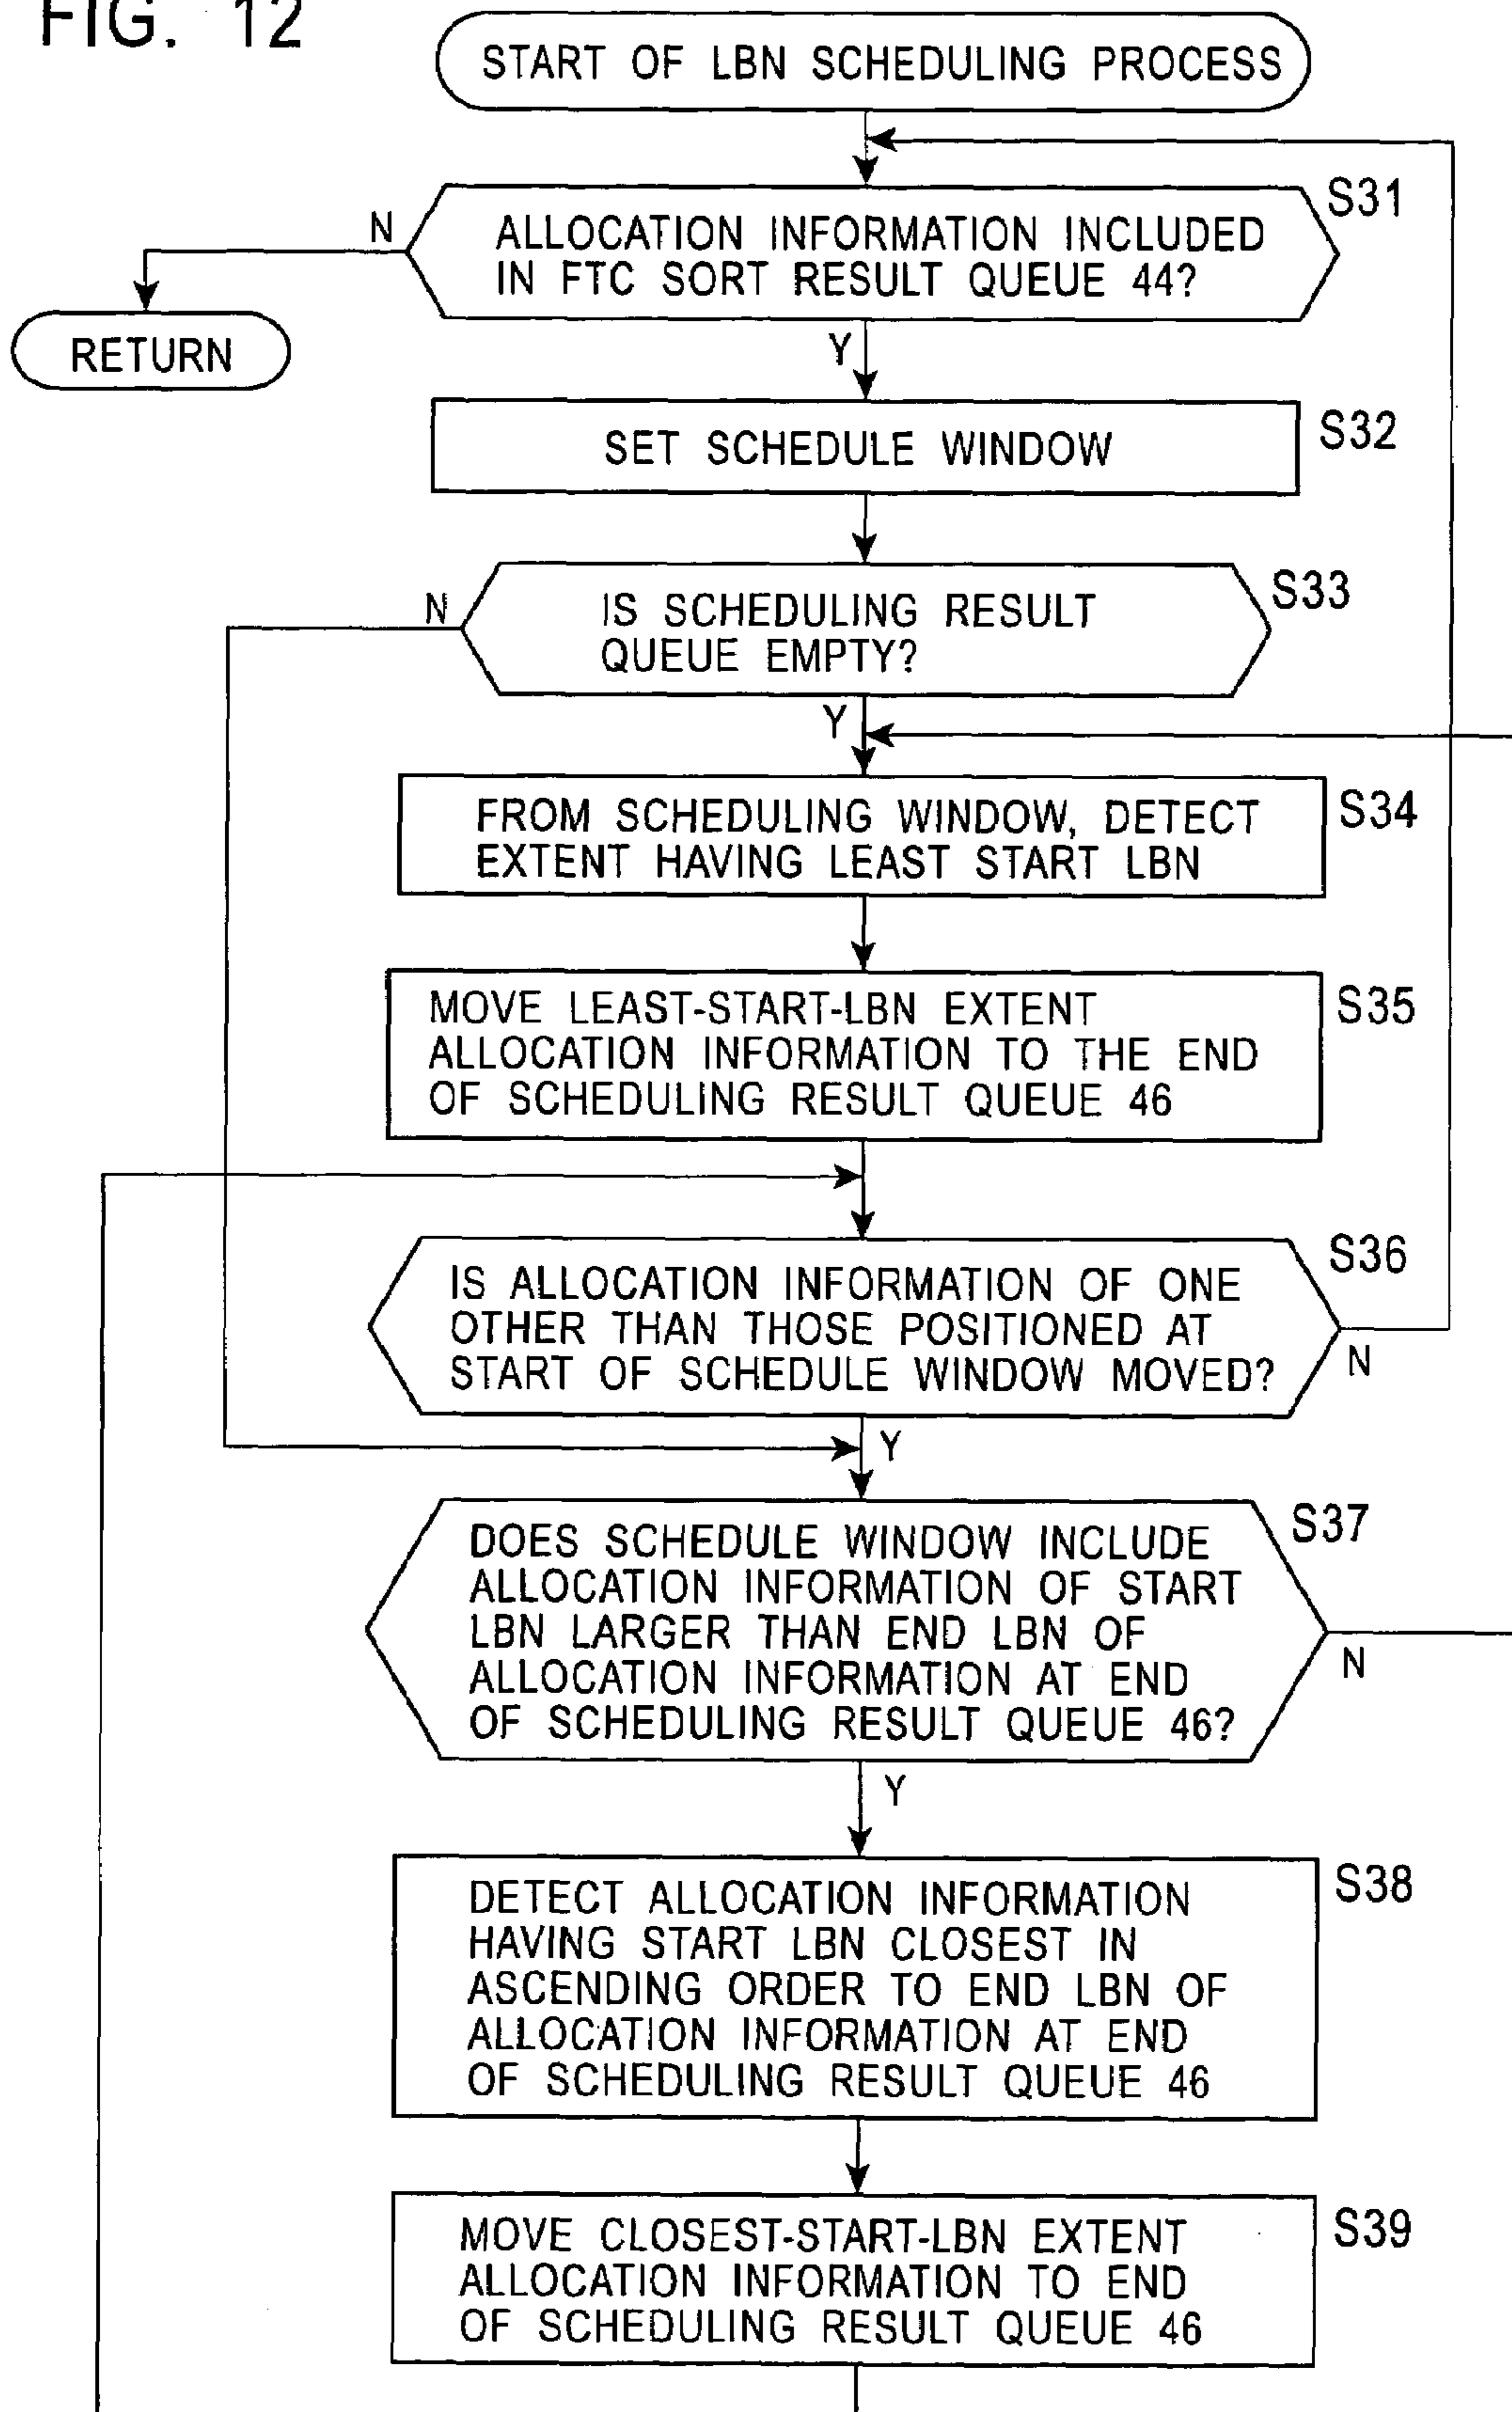 FIG. 12
START OF LBN SCHEDULING PROCESS
S31
N
ALLOCATION INFORMATION INCLUDED
IN FTC SORT RESULT QUEUE 44?
RETURN
Y
SET SCHEDULE WINDOW
S32
N
IS SCHEDULING RESULT
QUEUE EMPTY?
S33
Y
FROM SCHEDULING WINDOW, DETECT
EXTENT HAVING LEAST START LBN
S34
MOVE LEAST-START-LBN EXTENT
ALLOCATION INFORMATION TO THE END
OF SCHEDULING RESULT QUEUE 46
S35
IS ALLOCATION INFORMATION OF ONE
OTHER THAN THOSE POSITIONED AT
START OF SCHEDULE WINDOW MOVED?
S36
N
Y
DOES SCHEDULE WINDOW INCLUDE
ALLOCATION INFORMATION OF START
LBN LARGER THAN END LBN OF
ALLOCATION INFORMATION AT END
OF SCHEDULING RESULT QUEUE 46?
S37
N
Y
DETECT ALLOCATION INFORMATION
HAVING START LBN CLOSEST IN
ASCENDING ORDER TO END LBN OF
ALLOCATION INFORMATION AT END
OF SCHEDULING RESULT QUEUE 46
S38
MOVE CLOSEST-START-LBN EXTENT
ALLOCATION INFORMATION TO END
OF SCHEDULING RESULT QUEUE 46
S39